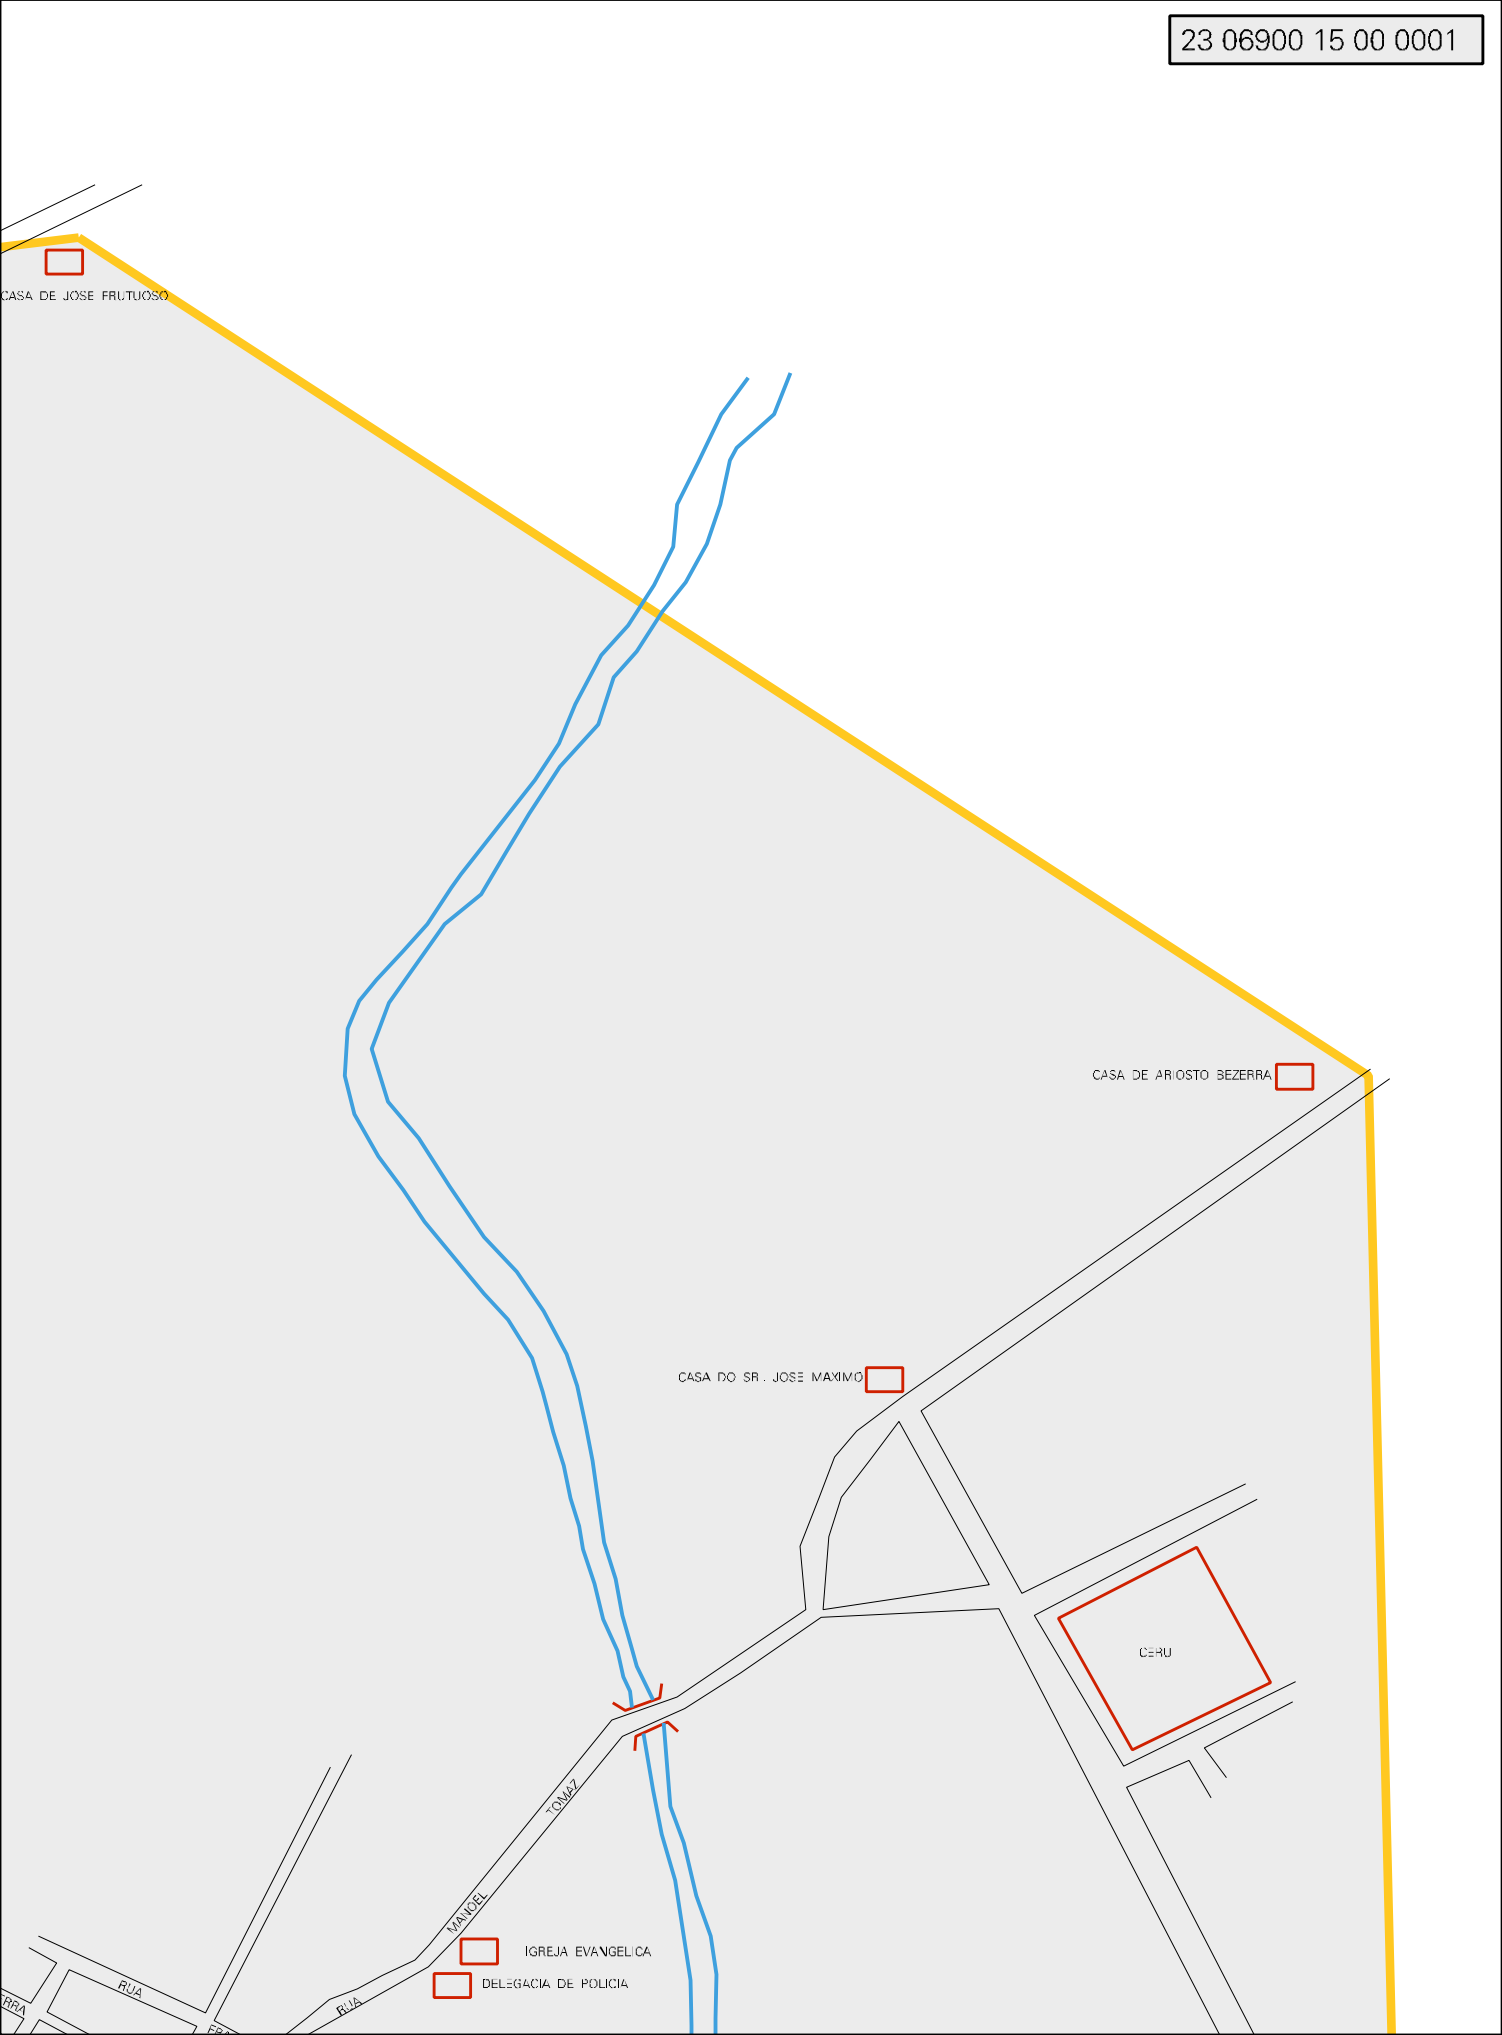 23 06900 15 00 0001
CASA DE JOSE FRUTUOSO
CASA DE ARIOSTO BEZERRA
CASA DO SR. JOSE MAXIMO
CERU
TOMAZ
MANOEL
IGREJA EVANGELICA
DELEGACIA DE POLICIA
RUA
RUA